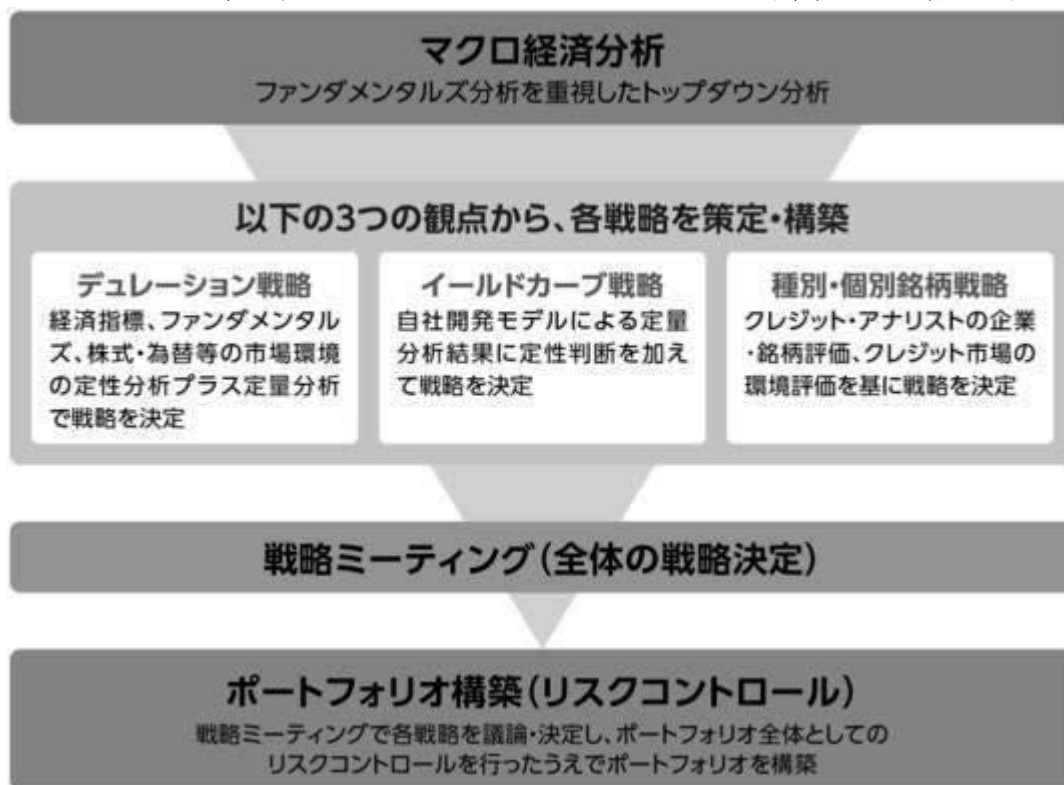 マクロ経済分析
ファンダメンタルズ分析を重視したトップダウン分析
以下の3つの観点から、各戦略を策定・構築
デュレーション戦略
経済指標、ファンダメンタル
ズ、株式・為替等の市場環境
の定性分析プラス定量分析
で戦略を決定
イールドカーブ戦略
自社開発モデルによる定量
分析結果に定性判断を加え
て戦略を決定
種別・個別銘柄戦略
クレジット・アナリストの企業
・銘柄評価、クレジット市場の
環境評価を基に戦略を決定
戦略ミーティング(全体の戦略決定)
ポートフォリオ構築(リスクコントロール)
戦略ミーティングで各戦略を議論・決定し、ポートフォリオ全体としての
リスクコントロールを行ったうえでポートフォリオを構築